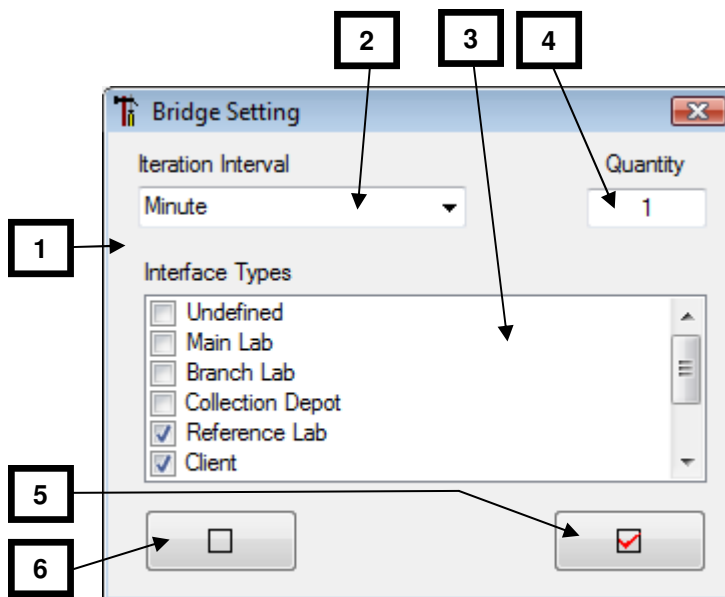 2 3 4
Bridge Setting
Iteration Interval Quantity
Minute 1
1
Interface Types
Undefined
Main Lab
Branch Lab
Collection Depot
Reference Lab
Client
5
6